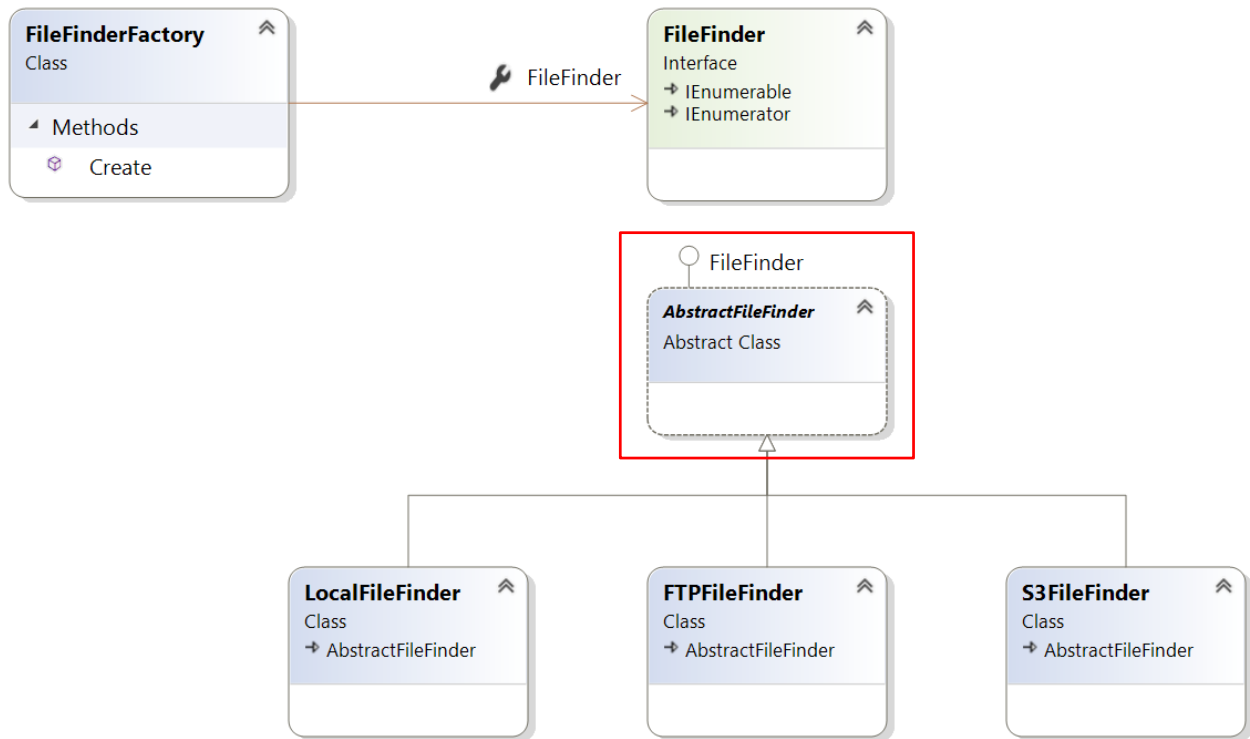 FileFinderFactory
Class
Methods
Create
FileFinder
FileFinder
Interface
IEnumerable
IEnumerator
FileFinder
AbstractFileFinder
Abstract Class
LocalFileFinder
Class
AbstractFileFinder
FTPFileFinder
Class
AbstractFileFinder
S3FileFinder
Class
AbstractFileFinder